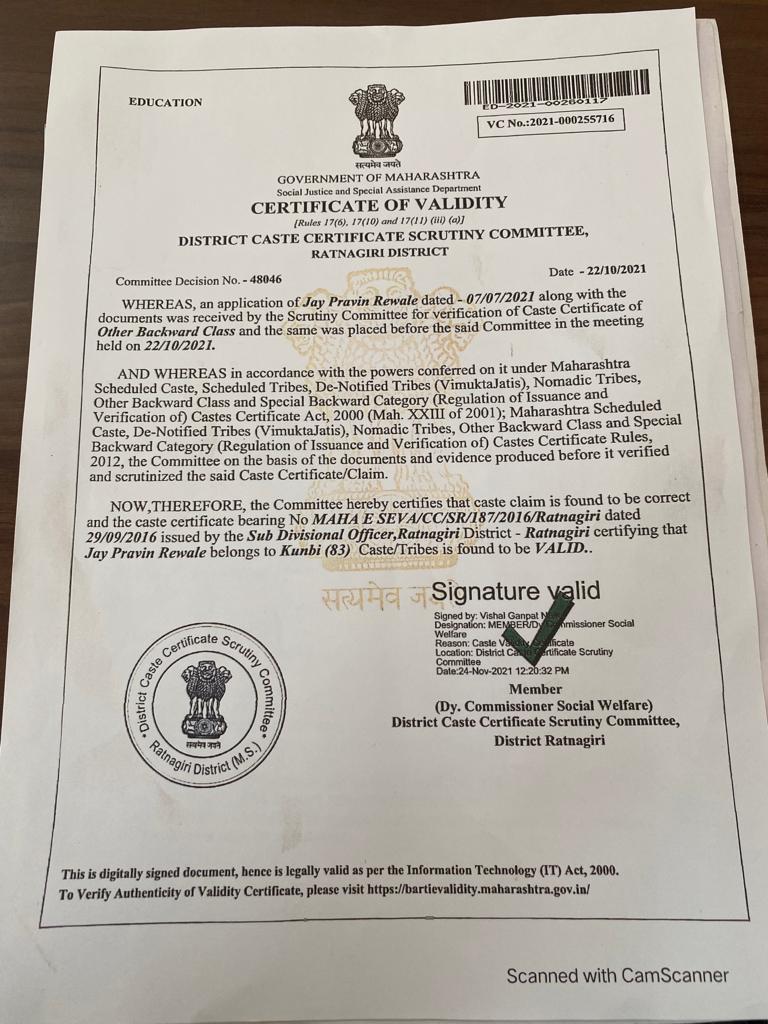 EDUCATION
ED-2021-00260117
VC No.:2021-000255716
सत्यमेव जयते
GOVERNMENT OF MAHARASHTRA
Social Justice and Special Assistance Department
CERTIFICATE OF VALIDITY
[Rules 17(6), 17(10) and 17(11) (iii) (a)]
DISTRICT CASTE CERTIFICATE SCRUTINY COMMITTEE,
RATNAGIRI DISTRICT
Committee Decision No. - 48046
Date - 22/10/2021
WHEREAS, an application of Jay Pravin Rewale dated - 07/07/2021 along with the
documents was received by the Scrutiny Committee for verification of Caste Certificate of
Other Backward Class and the same was placed before the said Committee in the meeting
held on 22/10/2021.
AND WHEREAS in accordance with the powers conferred on it under Maharashtra
Scheduled Caste, Scheduled Tribes, De-Notified Tribes (VimuktaJatis), Nomadic Tribes,
Other Backward Class and Special Backward Category (Regulation of Issuance and
Verification of) Castes Certificate Act, 2000 (Mah. XXIII of 2001); Maharashtra Scheduled
Caste, De-Notified Tribes (VimuktaJatis), Nomadic Tribes, Other Backward Class and Special
Backward Category (Regulation of Issuance and Verification of) Castes Certificate Rules,
2012, the Committee on the basis of the documents and evidence produced before it verified
and scrutinized the said Caste Certificate/Claim.
NOW,THEREFORE, the Committee hereby certifies that caste claim is found to be correct
and the caste certificate bearing No MAHA E SEVA/CC/SR/187/2016/Ratnagiri dated
29/09/2016 issued by the Sub Divisional Officer,Ratnagiri District - Ratnagiri certifying that
Jay Pravin Rewale belongs to Kunbi (83) Caste/Tribes is found to be VALID..
सत्यमेव जयते
Signature valid
Signed by: Vishal Ganpat
Designation: MEMBER/Dy. Commissioner Social
Welfare
Reason: Caste Validity Certificate
Location: District Caste Certificate Scrutiny
Committee
Date:24-Nov-2021 12:20:32 PM
Member
(Dy. Commissioner Social Welfare)
District Caste Certificate Scrutiny Committee,
District Ratnagiri
District Caste Certificate Scrutiny Committee
सत्यमेव जयते
Ratnagiri District (M.S.)
This is digitally signed document, hence is legally valid as per the Information Technology (IT) Act, 2000.
To Verify Authenticity of Validity Certificate, please visit https://bartievalidity.maharashtra.gov.in/
Scanned with CamScanner